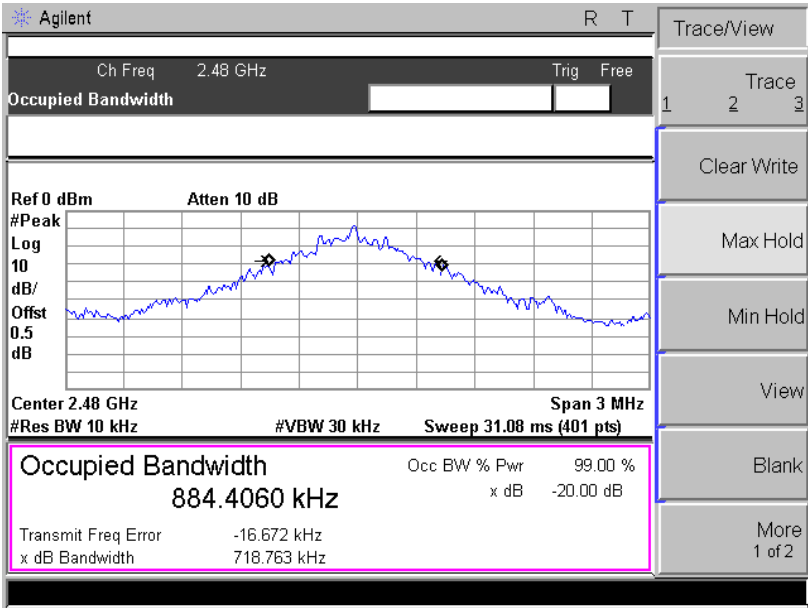 Agilent R T
Trace/View
Ch Freq 2.48 GHz Trig Free
Occupied Bandwidth
Trace
1 2 3
Clear Write
Ref 0 dBm Atten 10 dB
#Peak
Log
10
dB/
Offst
0.5
dB
Max Hold
Min Hold
View
Center 2.48 GHz Span 3 MHz
#Res BW 10 kHz #VBW 30 kHz Sweep 31.08 ms (401 pts)
Occupied Bandwidth
884.4060 kHz
Occ BW % Pwr 99.00 %
x dB -20.00 dB
Transmit Freq Error -16.672 kHz
x dB Bandwidth 718.763 kHz
Blank
More
1 of 2